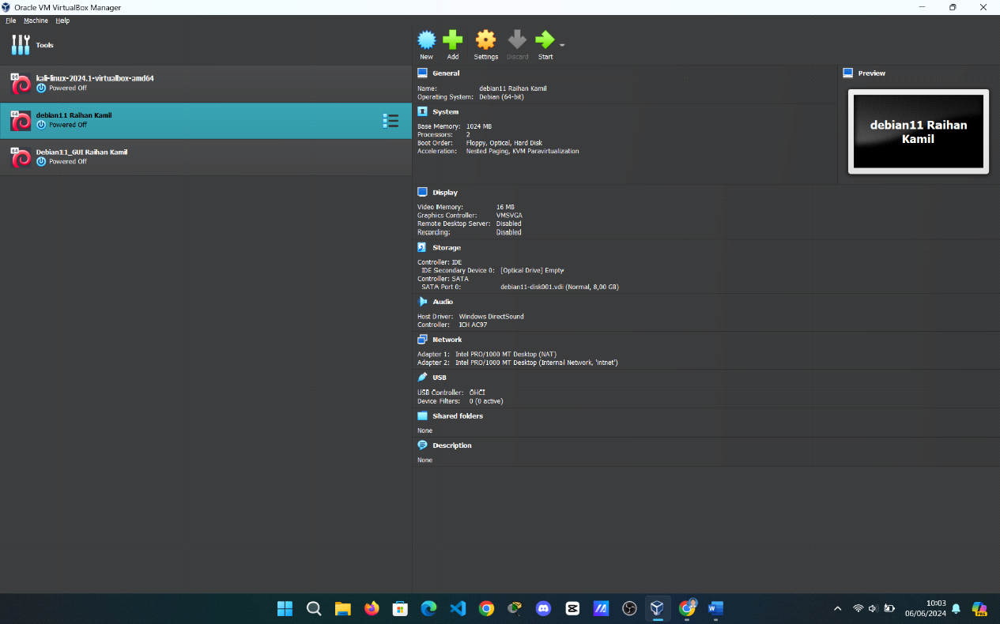 Oracle VM VirtualBox Manager
File Machine Help
Tools
New Add Settings Discard Start
64 kali-linux-2024.1-virtualbox-amd64
Powered Off
64 debian11 Raihan Kamil
Powered Off
64 Debian11_GUI Raihan Kamil
Powered Off
General
Name: debian11 Raihan Kamil
Operating System: Debian (64-bit)
System
Base Memory: 1024 MB
Processors: 2
Boot Order: Floppy, Optical, Hard Disk
Acceleration: Nested Paging, KVM Paravirtualization
Preview
debian11 Raihan
Kamil
Display
Video Memory: 16 MB
Graphics Controller: VMSVGA
Remote Desktop Server: Disabled
Recording: Disabled
Storage
Controller: IDE
IDE Secondary Device 0: [Optical Drive] Empty
Controller: SATA
SATA Port 0: debian11-disk001.vdi (Normal, 8,00 GB)
Audio
Host Driver: Windows DirectSound
Controller: ICH AC97
Network
Adapter 1: Intel PRO/1000 MT Desktop (NAT)
Adapter 2: Intel PRO/1000 MT Desktop (Internal Network, 'intnet')
USB
USB Controller: OHCI
Device Filters: 0 (0 active)
Shared folders
None
Description
None
10:03
06/06/2024
PRE